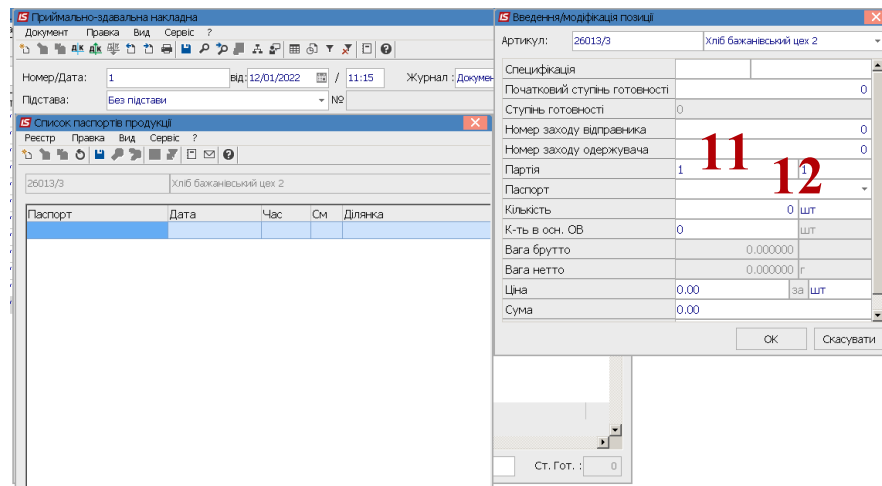 Приймально-здавальна накладна
Документ Правка Вид Сервіс ?
Номер/Дата: 1 від: 12/01/2022 / 11:15 Журнал : Докумен
Підстава: Без підстави №
Список паспортів продукції
Реєстр Правка Вид Сервіс ?
26013/3 Хліб бажанівський цех 2
Паспорт Дата Час См Ділянка
Ст. Гот. : 0
Введення/модифікація позиції
Артикул: 26013/3 Хліб бажанівський цех 2
Специфікація
Початковий ступінь готовності 0
Ступінь готовності 0
Номер заходу відправника 0
Номер заходу одержувача 0
11
Партія 1 1
12
Паспорт
Кількість 0 шт
К-ть в осн. ОВ 0 шт
Вага брутто 0.000000
Вага нетто 0.000000 г
Ціна 0.00 за шт
Сума 0.00
ОК Скасувати